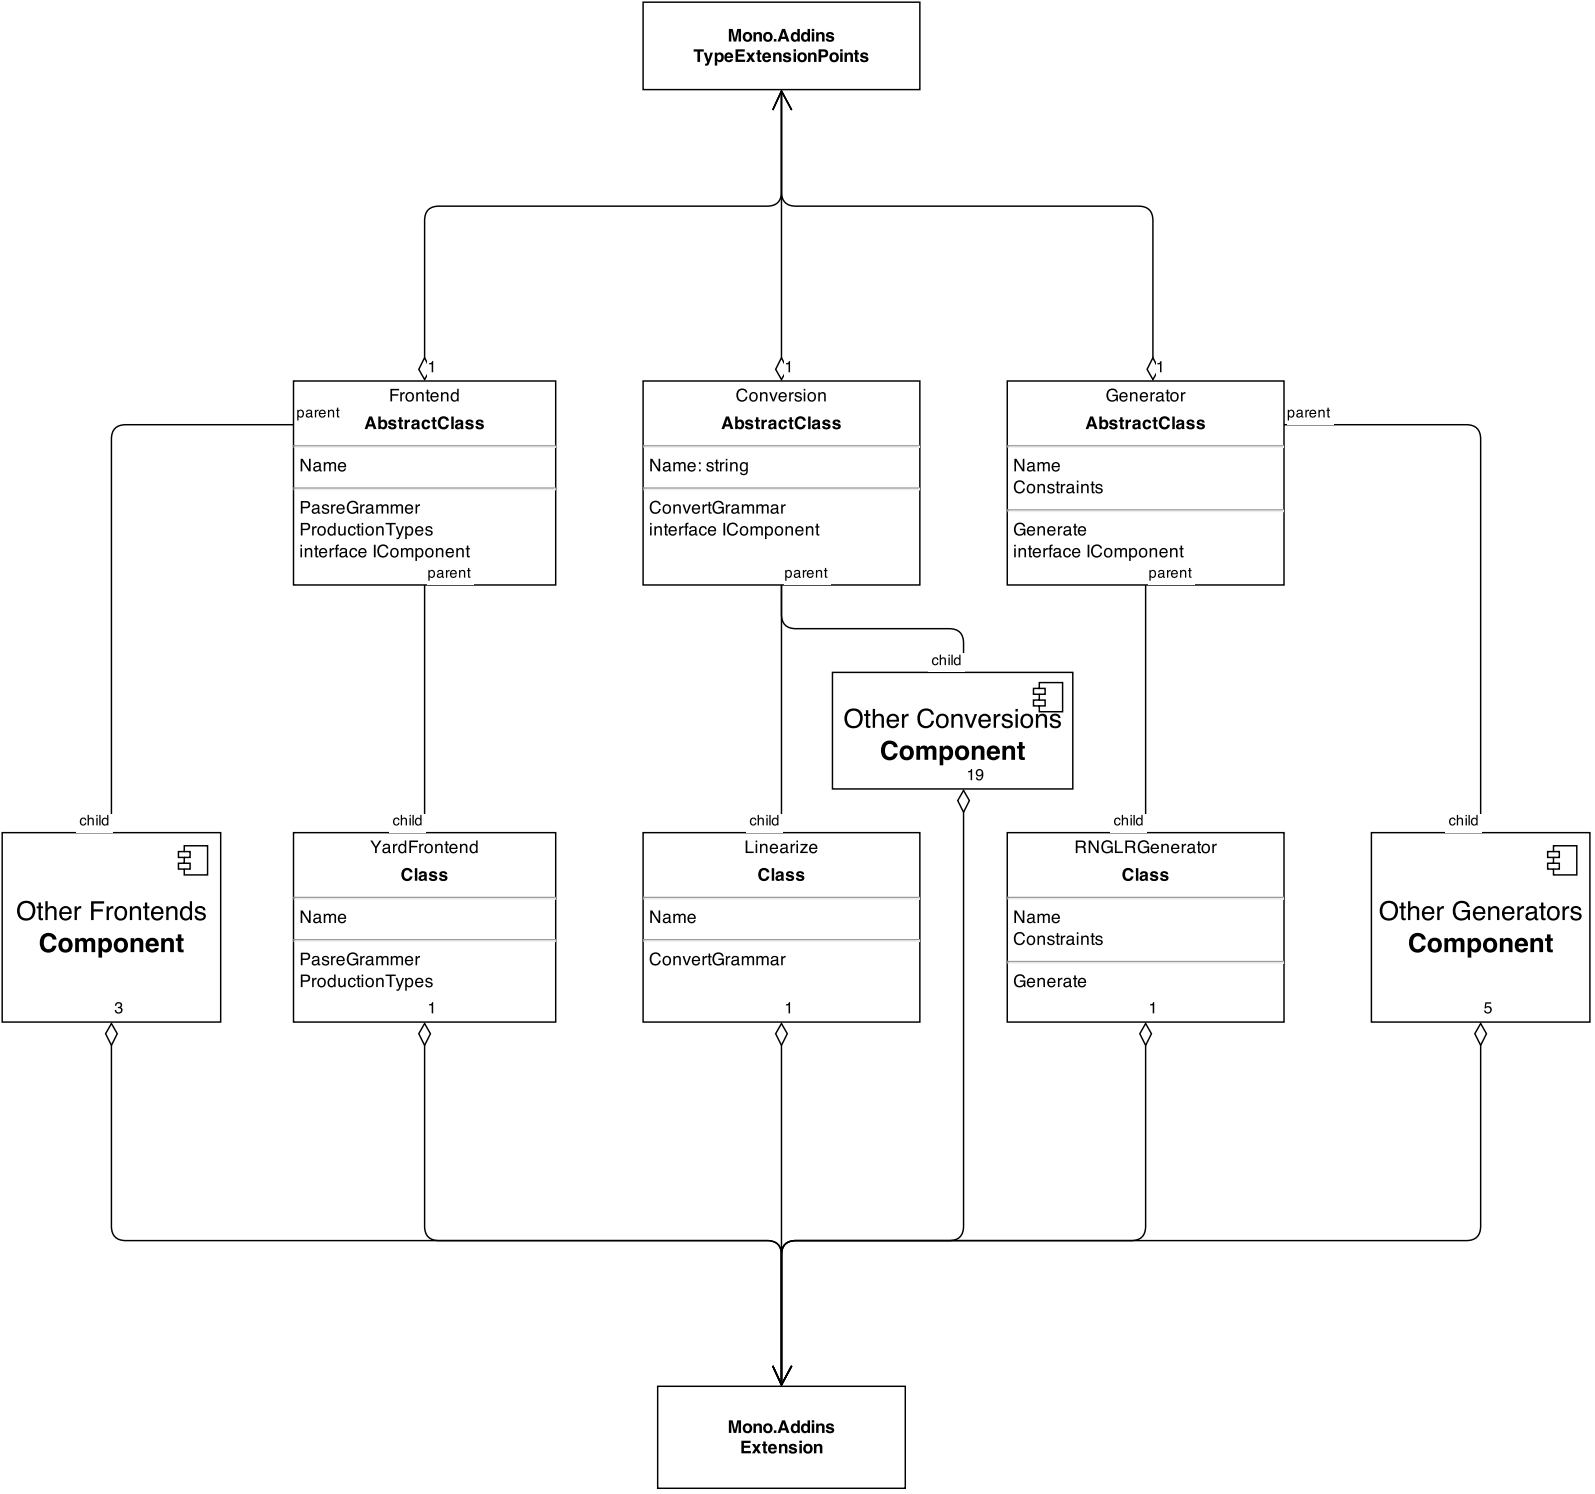 Mono.Addins
TypeExtensionPoints
1
1
1
parent
Frontend
AbstractClass
Name
PasreGrammer
ProductionTypes
interface IComponent
parent
Conversion
AbstractClass
Name: string
ConvertGrammar
interface IComponent
parent
Generator
AbstractClass
Name
Constraints
Generate
interface IComponent
parent
parent
child
Other Conversions
Component
19
child
Other Frontends
Component
3
child
YardFrontend
Class
Name
PasreGrammer
ProductionTypes
1
child
Linearize
Class
Name
ConvertGrammar
1
child
RNGLRGenerator
Class
Name
Constraints
Generate
1
child
Other Generators
Component
5
Mono.Addins
Extension